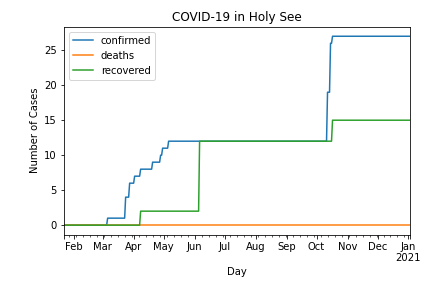 COVID-19 in Holy See
confirmed
deaths
recovered
Number of Cases
25
20
15
10
5
0
Feb Mar Apr May Jun Jul Aug Sep Oct Nov Dec Jan
2021
Day